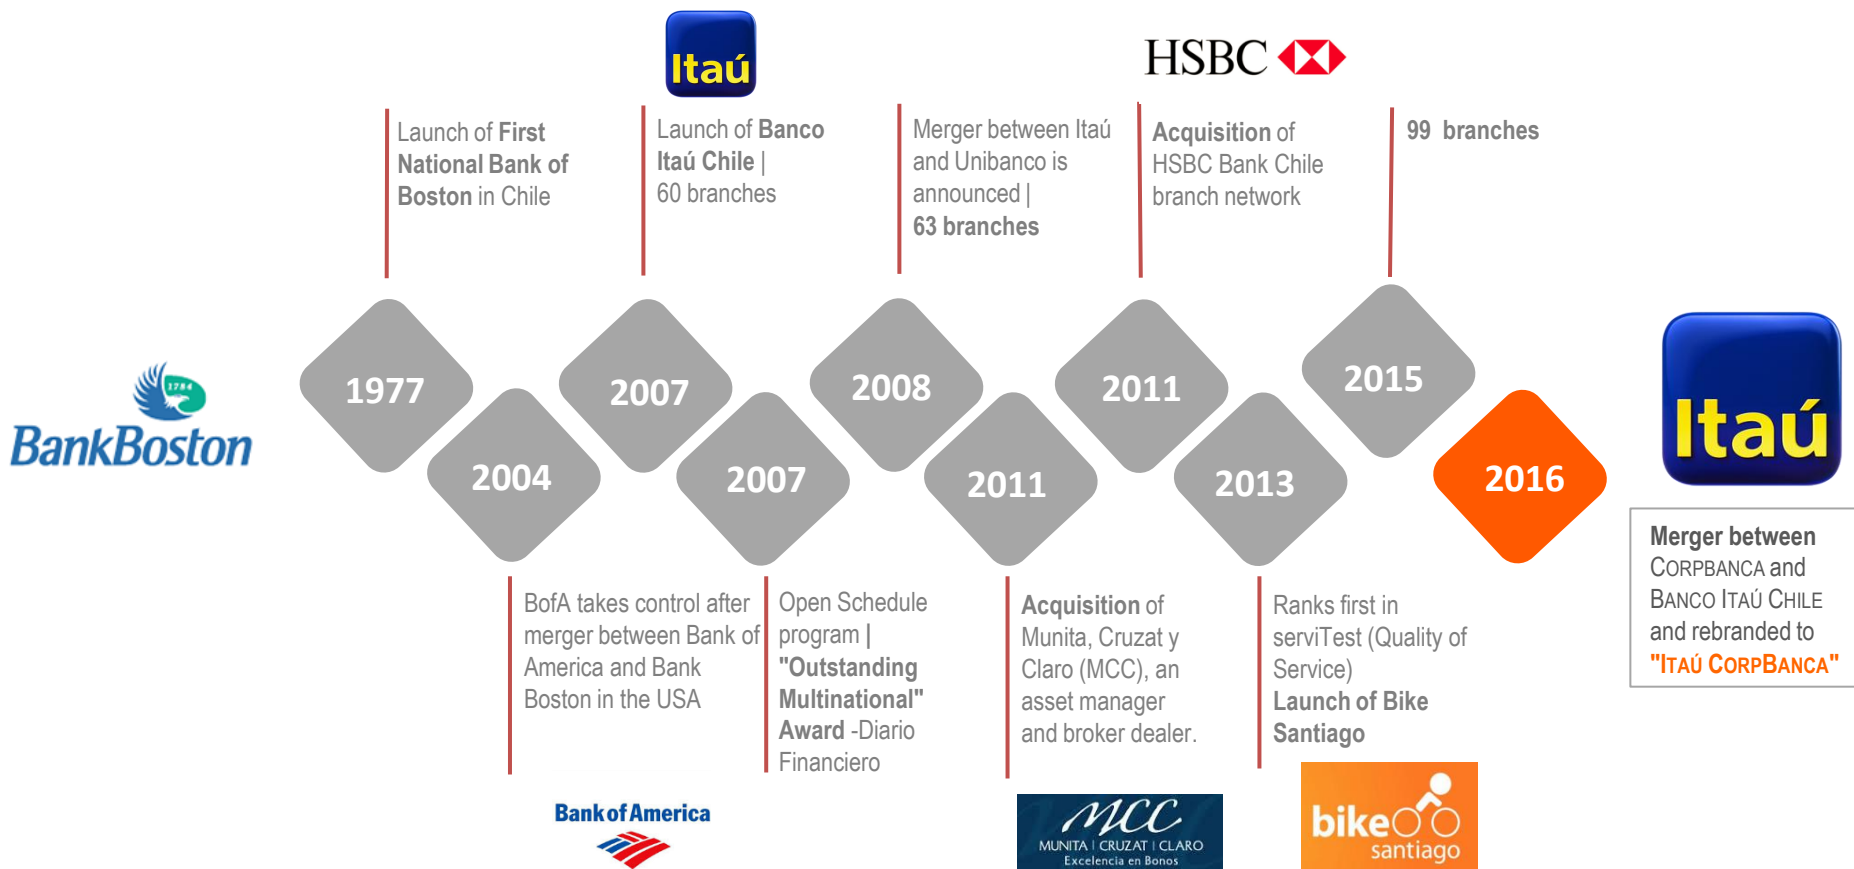 Itaú
HSBC
Launch of First
National Bank of
Boston in Chile
Launch of Banco
Itaú Chile |
60 branches
Merger between Itaú
and Unibanco is
announced |
63 branches
Acquisition of
HSBC Bank Chile
branch network
99 branches
1784
BankBoston
1977
2004
2007
2007
2008
2011
2011
2013
2015
2016
Itaú
BofA takes control after
merger between Bank of
America and Bank
Boston in the USA
Open Schedule
program |
"Outstanding
Multinational"
Award -Diario
Financiero
Acquisition of
Munita, Cruzat y
Claro (MCC), an
asset manager
and broker dealer.
Ranks first in
serviTest (Quality of
Service)
Launch of Bike
Santiago
Merger between
CORPBANCA and
BANCO ITAÚ CHILE
and rebranded to
"ITAÚ CORPBANCA"
Bank of America
MCC
MUNITA | CRUZAT | CLARO
Excelencia en Bonos
bike
santiago